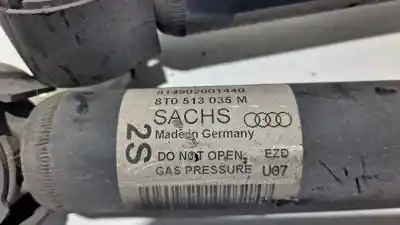 814902001440
8T0 513 035 M
SACHS
Made in Germany
2S
DO NOT OPEN, EZD
GAS PRESSURE U07